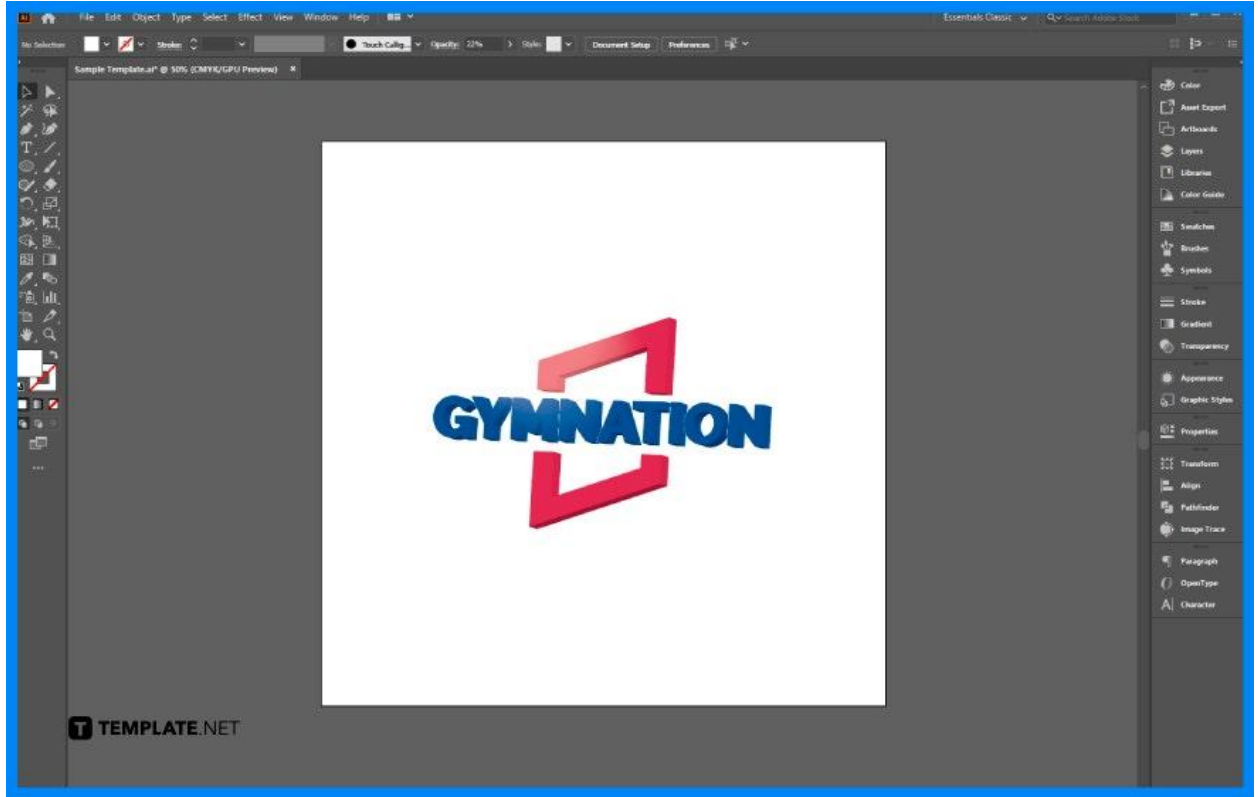 Ai File Edit Object Type Select Effect View Window Help Essentials Classic Search Adobe Stock
No Selection Stroke: Touch Callig... Opacity: 22% Style: Document Setup Preferences
Sample Template.ai* @ 50% (CMYK/GPU Preview) ×
Color
Asset Export
Artboards
Layers
Libraries
Color Guide
Swatches
Brushes
Symbols
Stroke
Gradient
Transparency
Appearance
Graphic Styles
Properties
Transform
Align
Pathfinder
Image Trace
Paragraph
OpenType
Character
GYMNATION
T TEMPLATE.NET